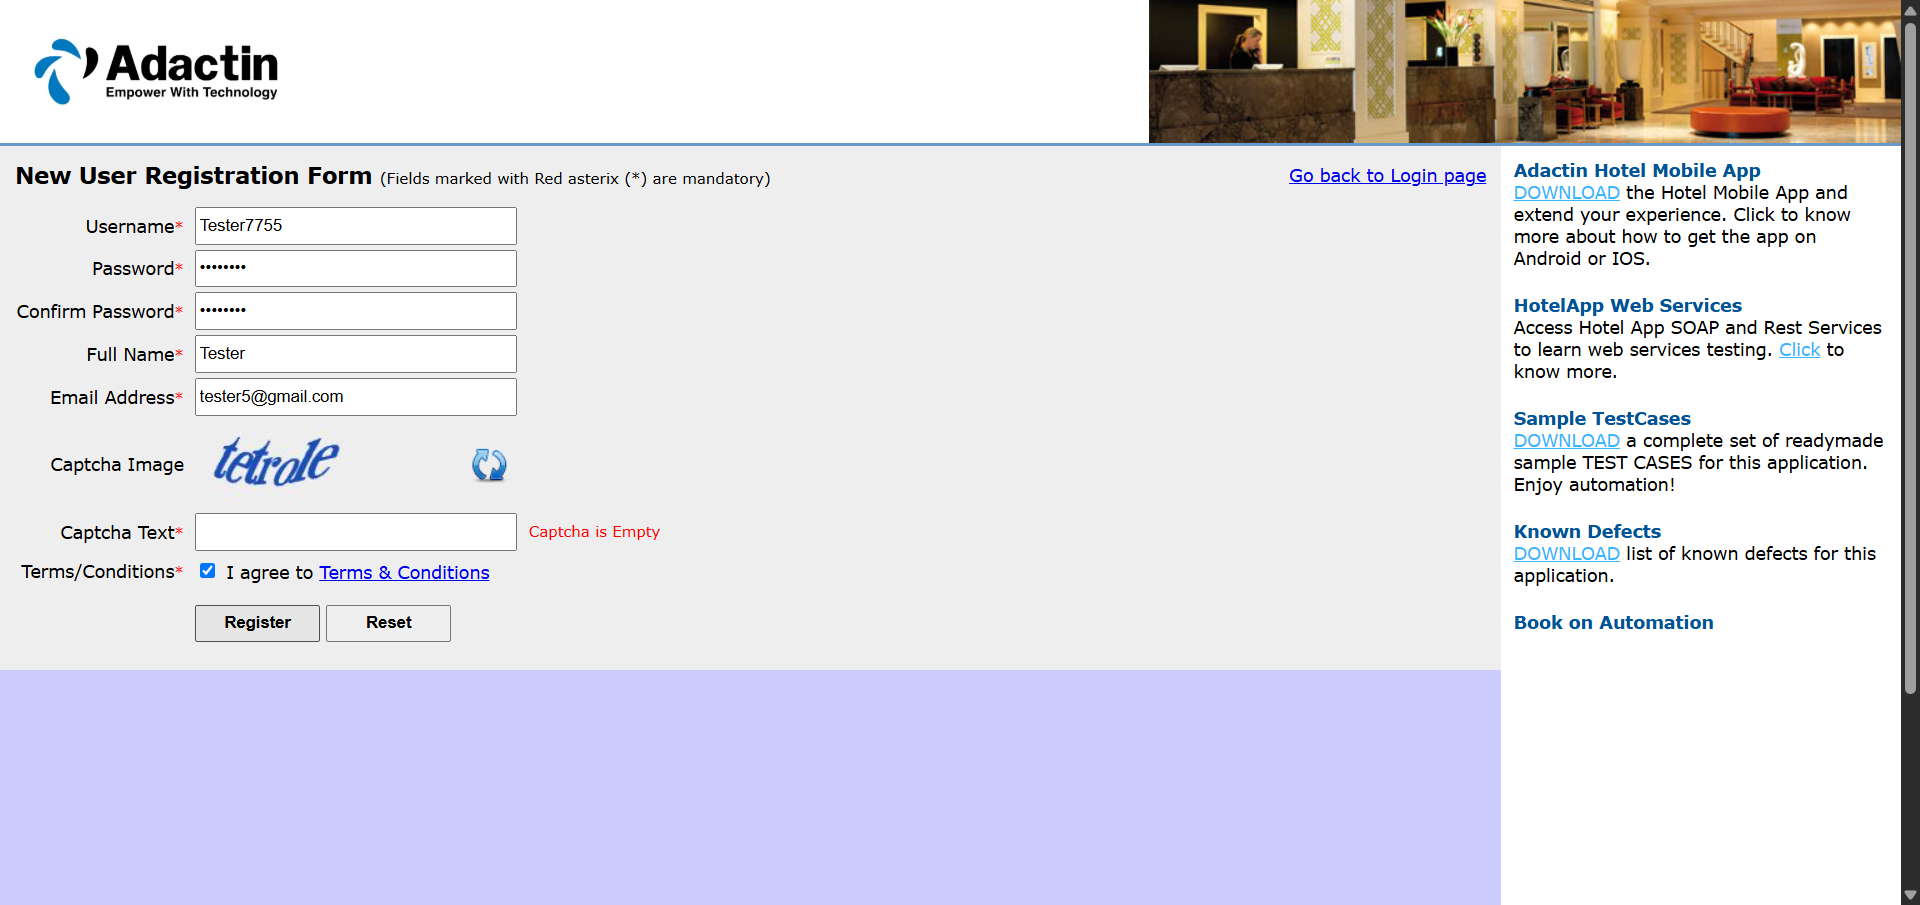 Adactin
Empower With Technology
New User Registration Form (Fields marked with Red asterix (*) are mandatory)
Go back to Login page
Username* Tester7755
Password* ••••••••
Confirm Password* ••••••••
Full Name* Tester
Email Address* tester5@gmail.com
Captcha Image tetrole
Captcha Text* Captcha is Empty
Terms/Conditions* I agree to Terms & Conditions
Register Reset
Adactin Hotel Mobile App
DOWNLOAD the Hotel Mobile App and
extend your experience. Click to know
more about how to get the app on
Android or IOS.
HotelApp Web Services
Access Hotel App SOAP and Rest Services
to learn web services testing. Click to
know more.
Sample TestCases
DOWNLOAD a complete set of readymade
sample TEST CASES for this application.
Enjoy automation!
Known Defects
DOWNLOAD list of known defects for this
application.
Book on Automation